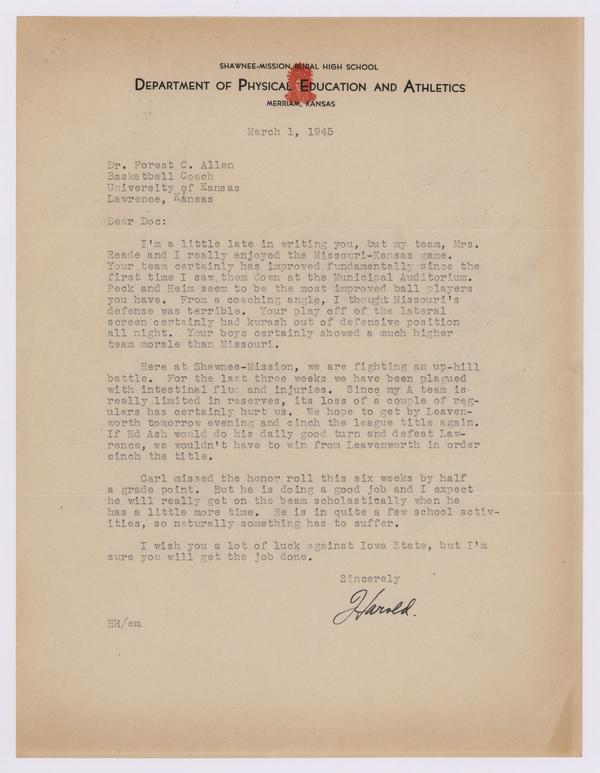 SHAWNEE-MISSION RURAL HIGH SCHOOL
DEPARTMENT OF PHYSICAL EDUCATION AND ATHLETICS
MERRIAM, KANSAS
March 1, 1945
Dr. Forest C. Allen
Basketball Coach
University of Kansas
Lawrence, Kansas
Dear Doc:
I'm a little late in writing you, but my team, Mrs.
Reade and I really enjoyed the Missouri-Kansas game.
Your team certainly has improved fundamentally since the
first time I saw them down at the Municipal Auditorium.
Peck and Heim seem to be the most improved ball players
you have. From a coaching angle, I thought Missouri's
defense was terrible. Your play off of the lateral
screen certainly had kurash out of defensive position
all night. Your boys certainly showed a much higher
team morale than Missouri.
Here at Shawnee-Mission, we are fighting an up-hill
battle. For the last three weeks we have been plagued
with intestinal flue and injuries. Since my A team is
really limited in reserves, its loss of a couple of reg-
ulars has certainly hurt us. We hope to get by Leaven-
worth tomorrow evening and cinch the league title again.
If Ed Ash would do his daily good turn and defeat Law-
rence, we wouldn't have to win from Leavenworth in order
cinch the title.
Carl missed the honor roll this six weeks by half
a grade point. But he is doing a good job and I expect
he will really get on the beam scholastically when he
has a little more time. He is in quite a few school activ-
ities, so naturally something has to suffer.
I wish you a lot of luck against Iowa State, but I'm
sure you will get the job done.
Sincerely
Harold.
HR/em